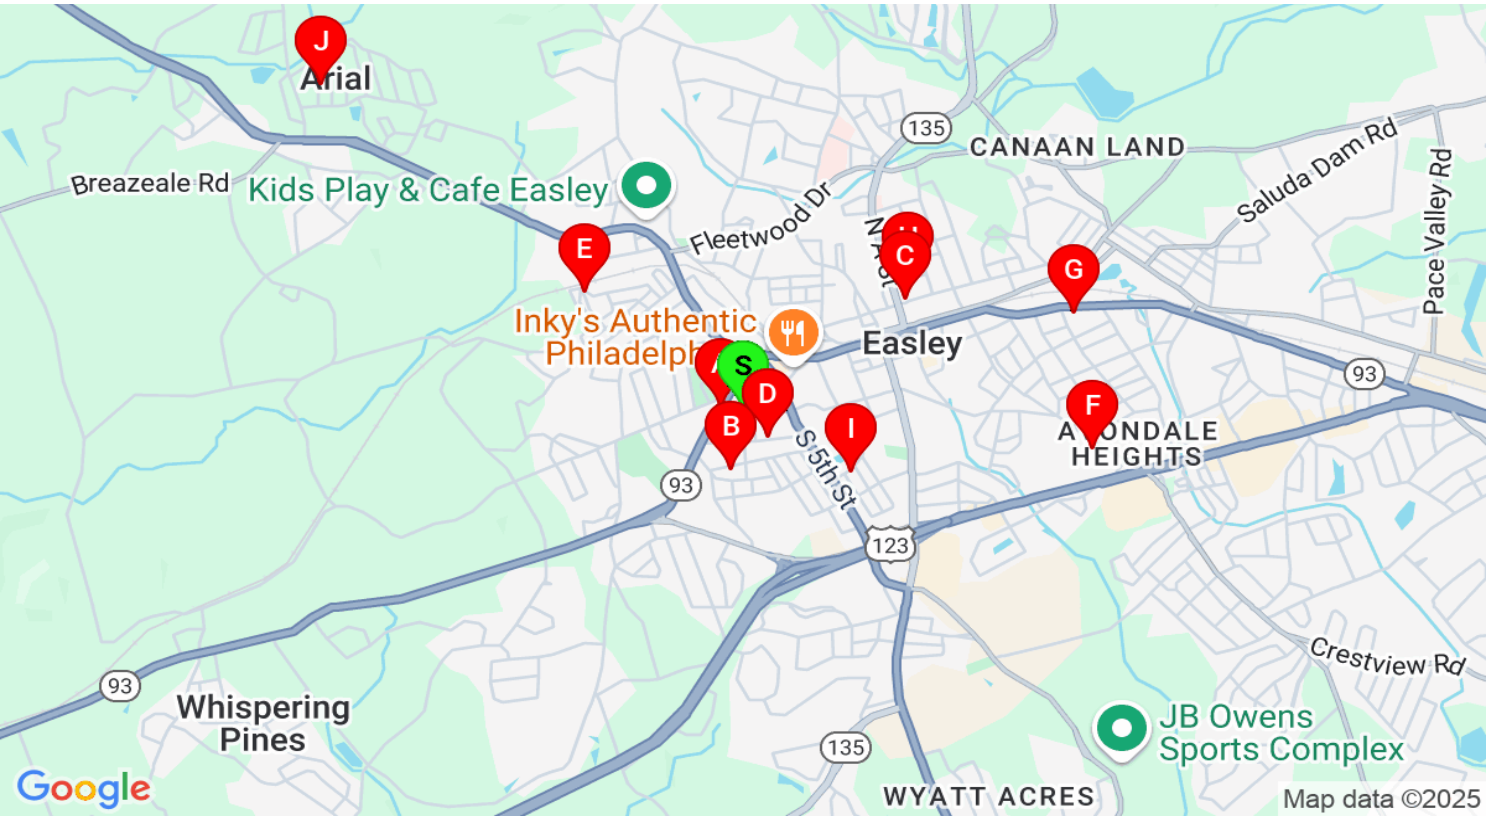 J
Arial
135
CANAAN LAND
Saluda Dam Rd
Pace Valley Rd
Breazeale Rd
Kids Play & Cafe Easley
Fleetwood Dr
E
C
G
Inky's Authentic
Easley
A
S
D
93
F
B
I
HEIGHTS
S 5th St
93
123
Crestview Rd
93
Whispering
Pines
JB Owens
Sports Complex
135
Google
WYATT ACRES
Map data ©2025